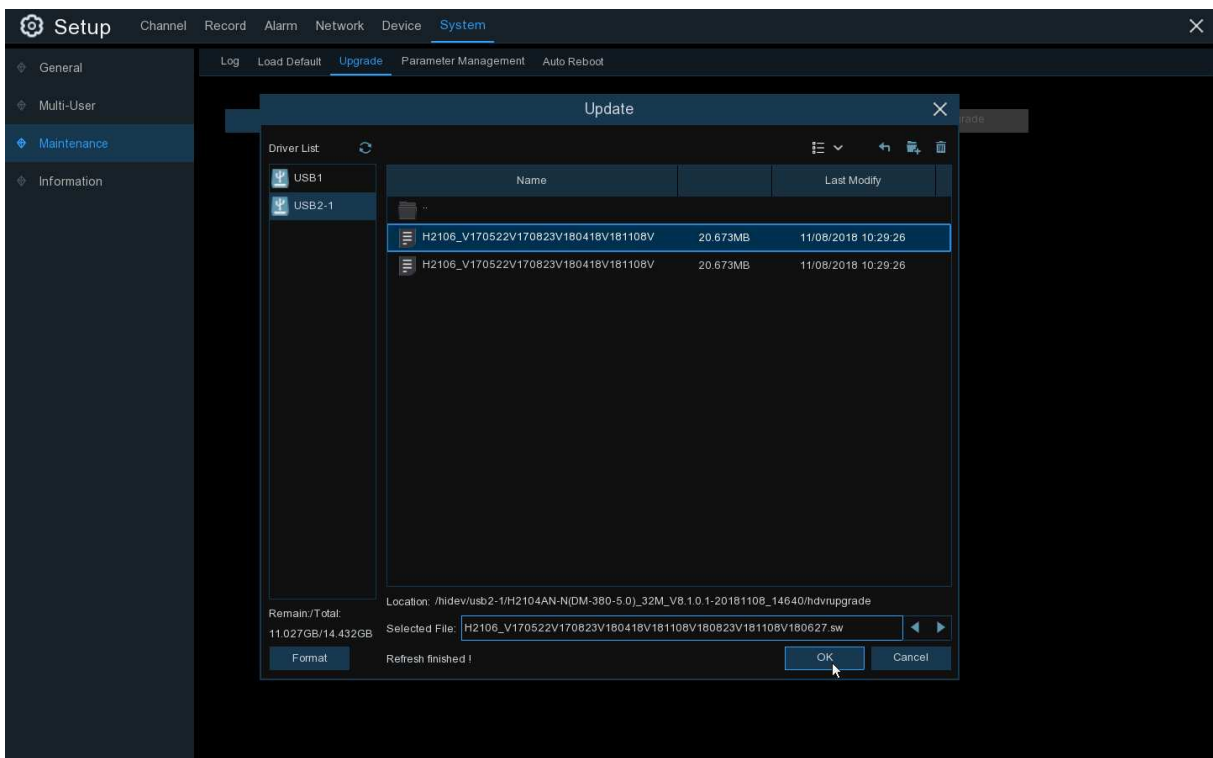 Setup Channel Record Alarm Network Device System
General
Multi-User
Maintenance
Information
Log Load Default Upgrade Parameter Management Auto Reboot
Update
Driver List:
USB1
USB2-1
Name Last Modify
..
H2106_V170522V170823V180418V181108V 20.673MB 11/08/2018 10:29:26
H2106_V170522V170823V180418V181108V 20.673MB 11/08/2018 10:29:26
Remain:/Total:
11.027GB/14.432GB
Format
Location: /hidev/usb2-1/H2104AN-N(DM-380-5.0)_32M_V8.1.0.1-20181108_14640/hdvrupgrade
Selected File: H2106_V170522V170823V180418V181108V180823V181108V180627.sw
Refresh finished !
OK Cancel